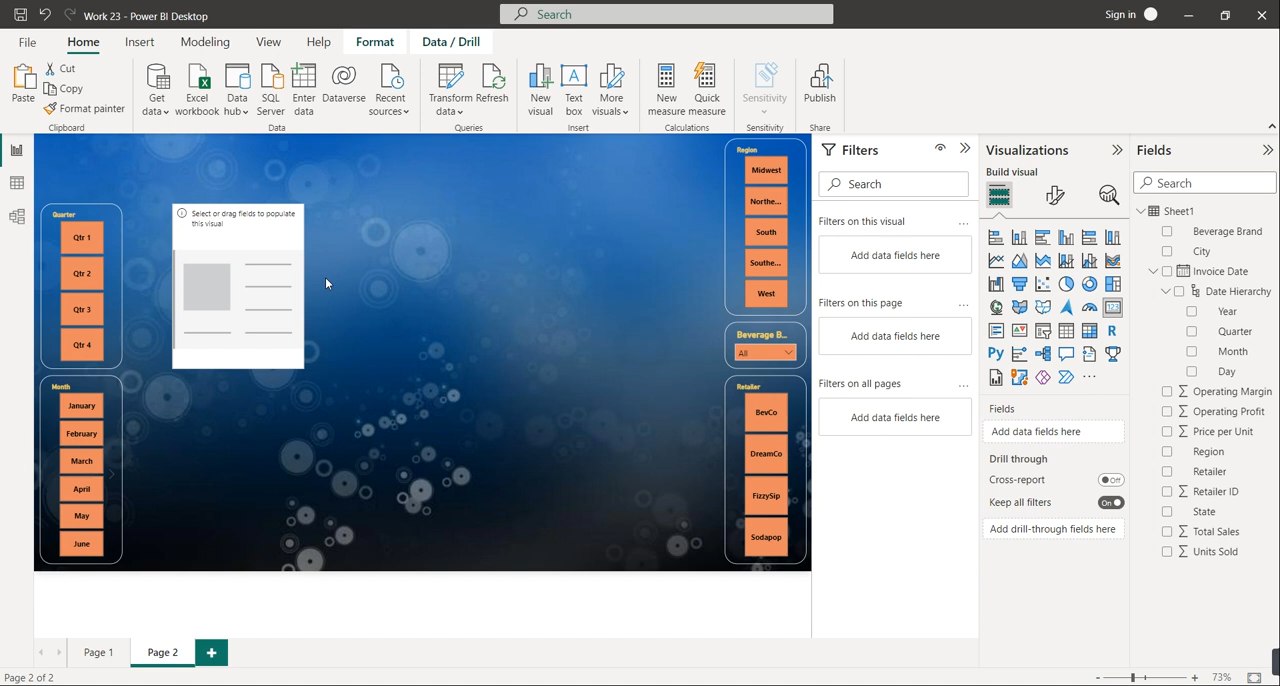 Work 23 - Power BI Desktop
Search
Sign in
File
Home
Insert
Modeling
View
Help
Format
Data / Drill
Paste
Cut
Copy
Format painter
Clipboard
Get data
Excel workbook
Data hub
SQL Server
Enter data
Dataverse
Recent sources
Data
Transform data
Refresh
Queries
New visual
Text box
More visuals
Insert
New measure
Quick measure
Calculations
Sensitivity
Sensitivity
Publish
Share
Quarter
Qtr 1
Qtr 2
Qtr 3
Qtr 4
Month
January
February
March
April
May
June
Select or drag fields to populate
this visual
Region
Midwest
Northe...
South
Southe...
West
Beverage B...
All
Retailer
BevCo
DreamCo
FizzySip
Sodapop
Filters
Search
Filters on this visual
...
Add data fields here
Filters on this page
...
Add data fields here
Filters on all pages
...
Add data fields here
Visualizations
Build visual
123
R
Py
...
Fields
Add data fields here
Drill through
Cross-report
Off
Keep all filters
On
Add drill-through fields here
Fields
Search
Sheet1
Beverage Brand
City
Invoice Date
Date Hierarchy
Year
Quarter
Month
Day
Σ Operating Margin
Σ Operating Profit
Σ Price per Unit
Region
Retailer
Σ Retailer ID
State
Σ Total Sales
Σ Units Sold
Page 1
Page 2
+
Page 2 of 2
-
+
73%